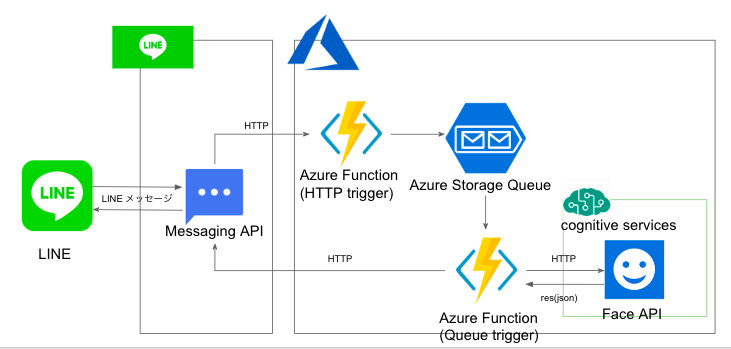 LINE
HTTP
Azure Function
(HTTP trigger)
Azure Storage Queue
LINE
LINE メッセージ
Messaging API
LINE
cognitive services
HTTP
HTTP
res(json)
Face API
Azure Function
(Queue trigger)